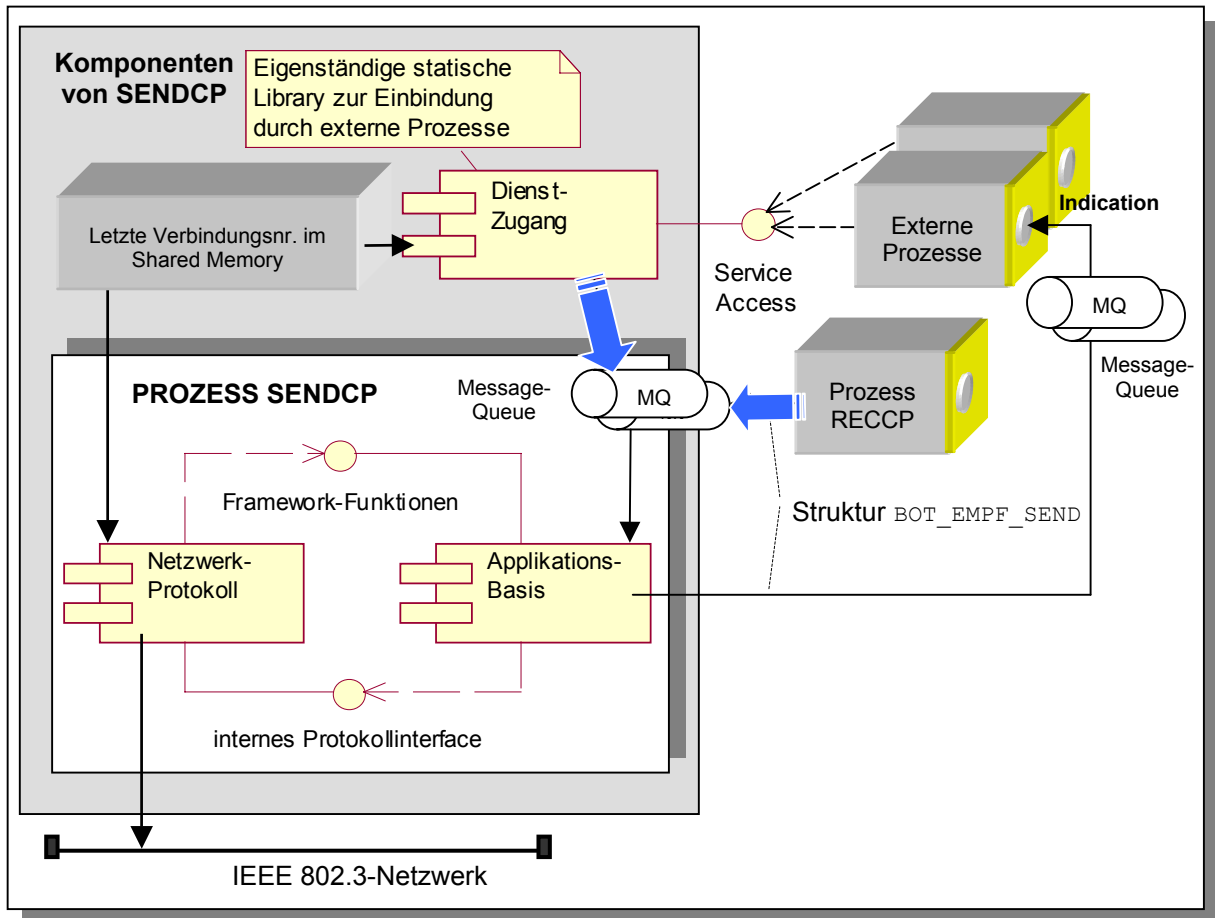 Komponenten
von SENDCP
Eigenständige statische
Library zur Einbindung
durch externe Prozesse
Letzte Verbindungsnr. im
Shared Memory
Dienst-
Zugang
Service
Access
Externe
Prozesse
Indication
MQ
Message-
Queue
PROZESS SENDCP
Message-
Queue
MQ
Prozess
RECCP
Struktur BOT_EMPF_SEND
Framework-Funktionen
Netzwerk-
Protokoll
Applikations-
Basis
internes Protokollinterface
IEEE 802.3-Netzwerk